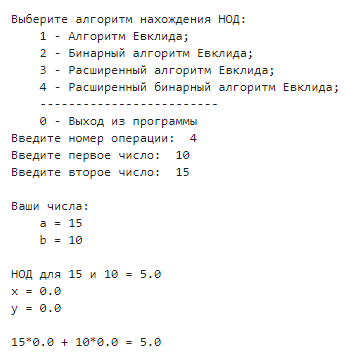 Выберите алгоритм нахождения НОД:
    1 - Алгоритм Евклида;
    2 - Бинарный алгоритм Евклида;
    3 - Расширенный алгоритм Евклида;
    4 - Расширенный бинарный алгоритм Евклида;
    -------------------------
    0 - Выход из программы
Введите номер операции:  4
Введите первое число:  10
Введите второе число:  15

Ваши числа:
    a = 15
    b = 10

НОД для 15 и 10 = 5.0
x = 0.0
y = 0.0

15*0.0 + 10*0.0 = 5.0